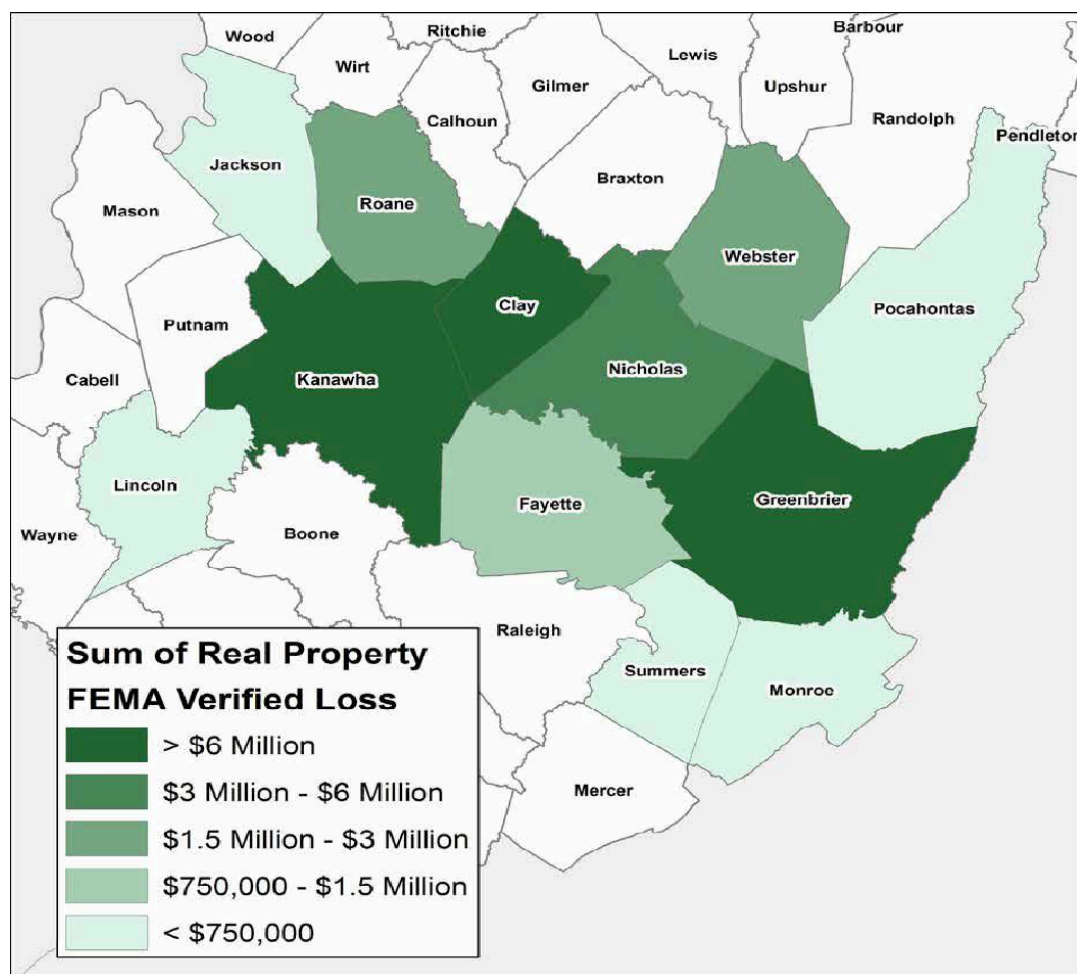 Wood
Ritchie
Barbour
Lewis
Wirt
Gilmer
Upshur
Calhoun
Randolph
Pendleton
Jackson
Braxton
Roane
Mason
Webster
Clay
Pocahontas
Putnam
Nicholas
Cabell
Kanawha
Lincoln
Greenbrier
Fayette
Wayne
Boone
Raleigh
Summers
Monroe
Mercer
Sum of Real Property
FEMA Verified Loss
> $6 Million
$3 Million - $6 Million
$1.5 Million - $3 Million
$750,000 - $1.5 Million
< $750,000